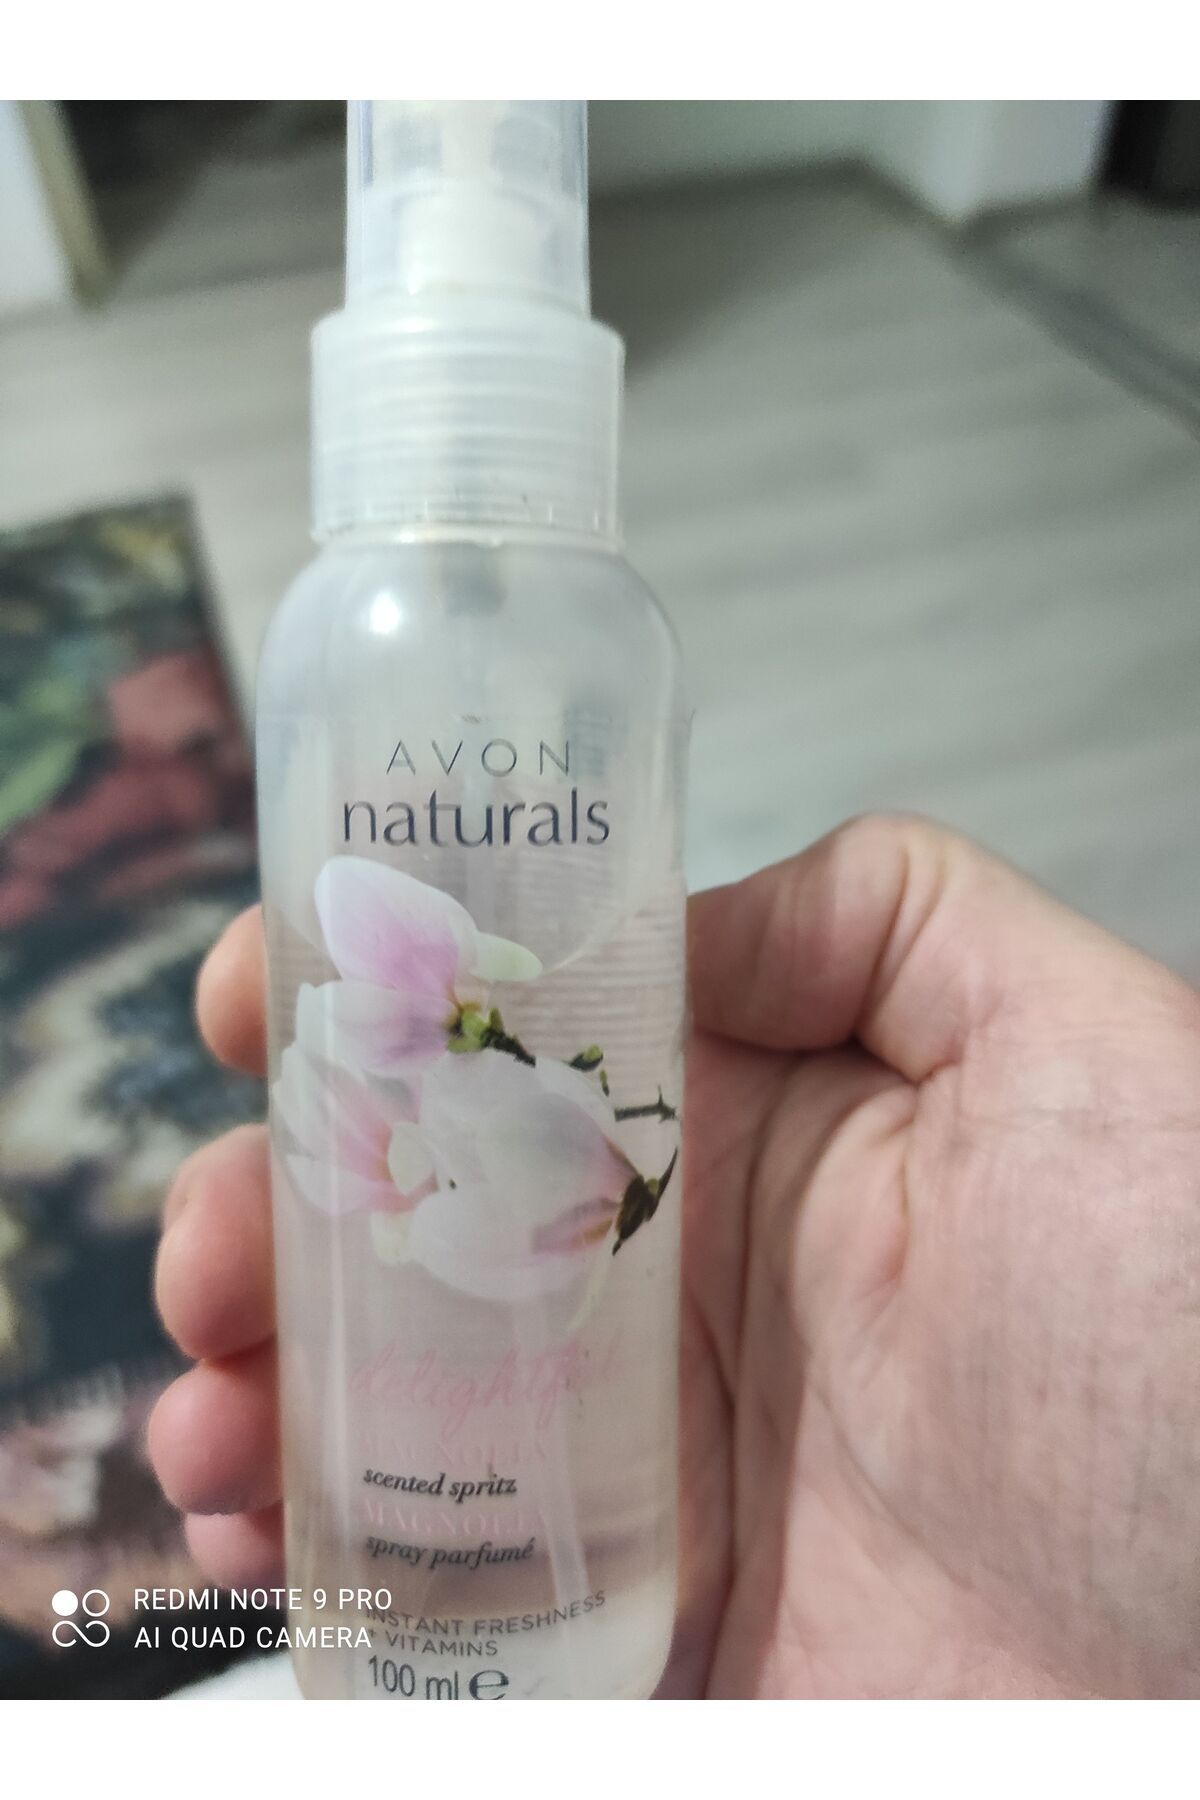 AVON
naturals
delightful
MAGNOLIA
scented spritz
MAGNOLIA
spray parfumé
INSTANT FRESHNESS
+ VITAMINS
100 ml e
REDMI NOTE 9 PRO
AI QUAD CAMERA